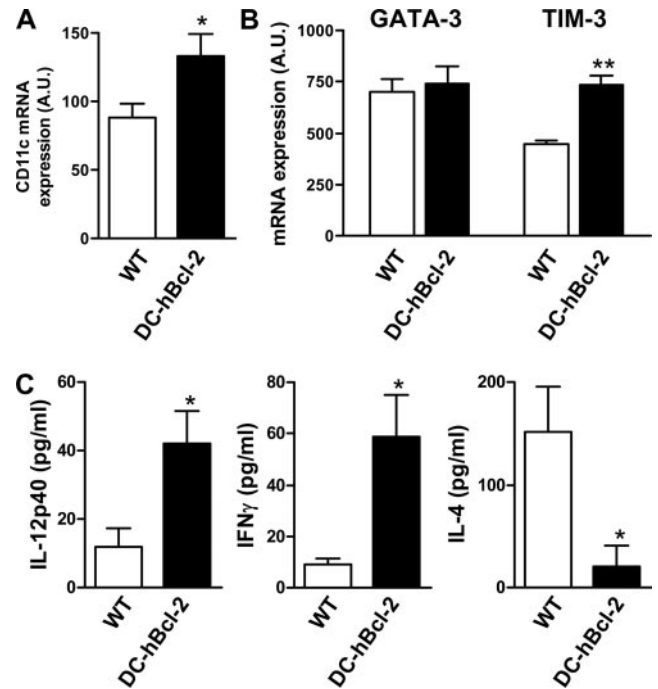 A
CD11c mRNA
expression (A.U.)
150
100
50
0
*
WT
DC-hBcl-2
B
GATA-3
TIM-3
mRNA expression (A.U.)
1000
750
500
250
0
**
WT
DC-hBcl-2
WT
DC-hBcl-2
C
IL-12p40 (pg/ml)
60
40
20
0
*
WT
DC-hBcl-2
IFNγ (pg/ml)
80
60
40
20
0
*
WT
DC-hBcl-2
IL-4 (pg/ml)
200
100
0
*
WT
DC-hBcl-2